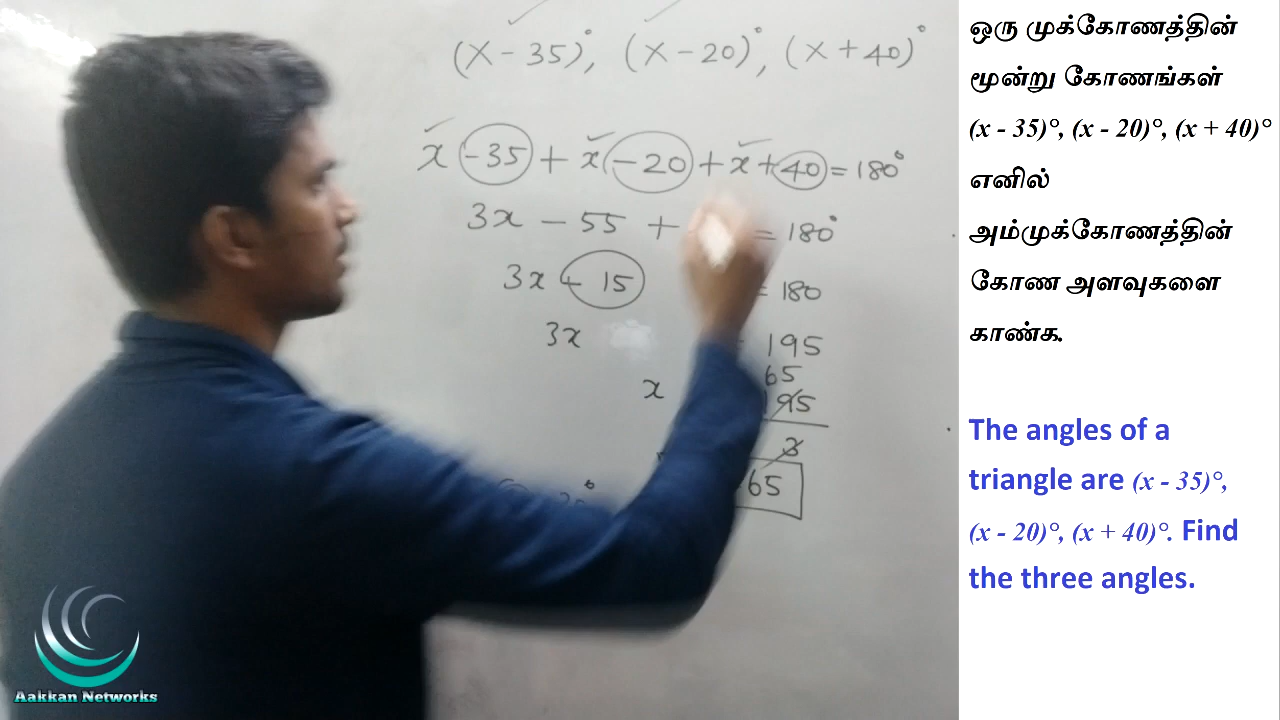 (x - 35)°, (x - 20)°, (x + 40)°
x - 35 + x - 20 + x + 40 = 180°
3x - 55 + = 180°
3x - 15 = 180
3x 195
65
x 195
3
65
ஒரு முக்கோணத்தின்
மூன்று கோணங்கள்
(x - 35)°, (x - 20)°, (x + 40)°
எனில்
அம்முக்கோணத்தின்
கோண அளவுகளை
காண்க.
The angles of a
triangle are (x - 35)°,
(x - 20)°, (x + 40)°. Find
the three angles.
Aakkan Networks